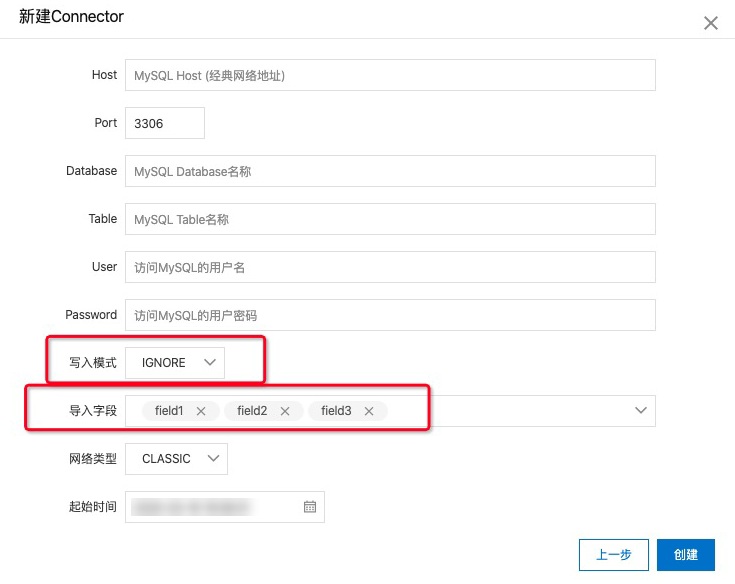 新建Connector
Host MySQL Host (经典网络地址)
Port 3306
Database MySQL Database名称
Table MySQL Table名称
User 访问MySQL的用户名
Password 访问MySQL的用户密码
写入模式 IGNORE
导入字段 field1 field2 field3
网络类型 CLASSIC
起始时间
上一步 创建